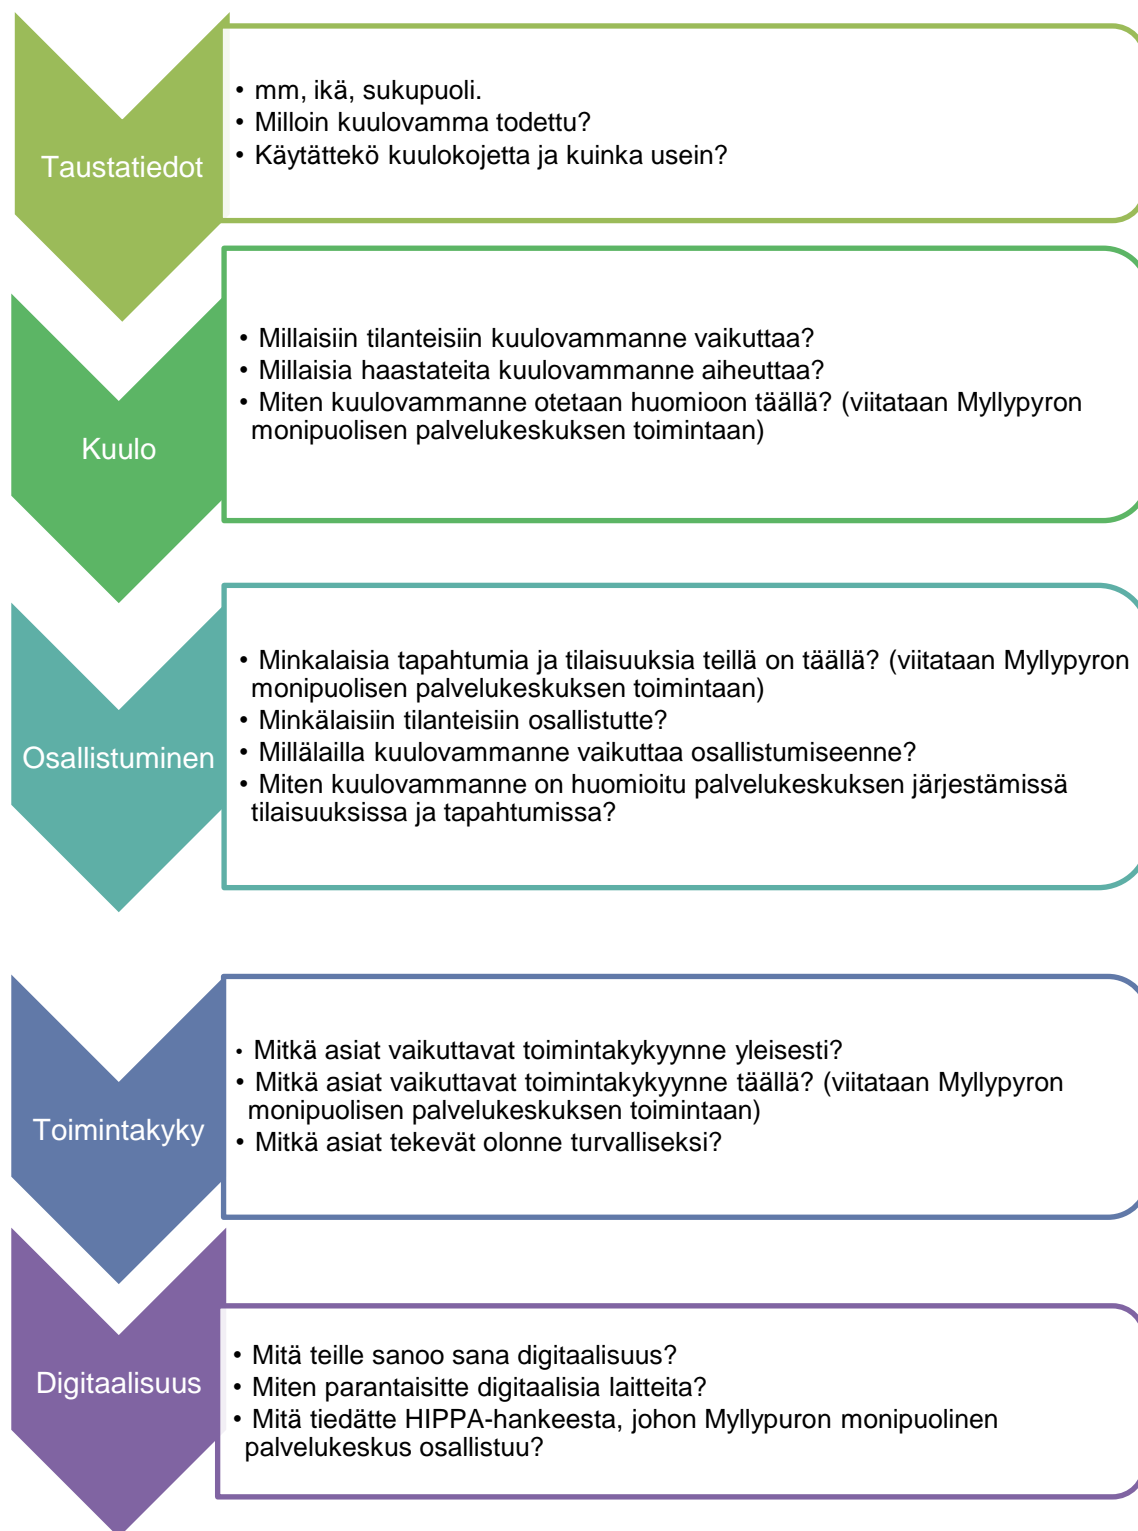 Taustatiedot
• mm, ikä, sukupuoli.
• Milloin kuulovamma todettu?
• Käytättekö kuulokojetta ja kuinka usein?
Kuulo
• Millaisiin tilanteisiin kuulovammanne vaikuttaa?
• Millaisia haastateita kuulovammanne aiheuttaa?
• Miten kuulovammanne otetaan huomioon täällä? (viitataan Myllypyron
monipuolisen palvelukeskuksen toimintaan)
Osallistuminen
• Minkalaisia tapahtumia ja tilaisuuksia teillä on täällä? (viitataan Myllypyron
monipuolisen palvelukeskuksen toimintaan)
• Minkälaisiin tilanteisiin osallistutte?
• Millälailla kuulovammanne vaikuttaa osallistumiseenne?
• Miten kuulovammanne on huomioitu palvelukeskuksen järjestämissä
tilaisuuksissa ja tapahtumissa?
Toimintakyky
• Mitkä asiat vaikuttavat toimintakykyynne yleisesti?
• Mitkä asiat vaikuttavat toimintakykyynne täällä? (viitataan Myllypyron
monipuolisen palvelukeskuksen toimintaan)
• Mitkä asiat tekevät olonne turvalliseksi?
Digitaalisuus
• Mitä teille sanoo sana digitaalisuus?
• Miten parantaisitte digitaalisia laitteita?
• Mitä tiedätte HIPPA-hankeesta, johon Myllypuron monipuolinen
palvelukeskus osallistuu?